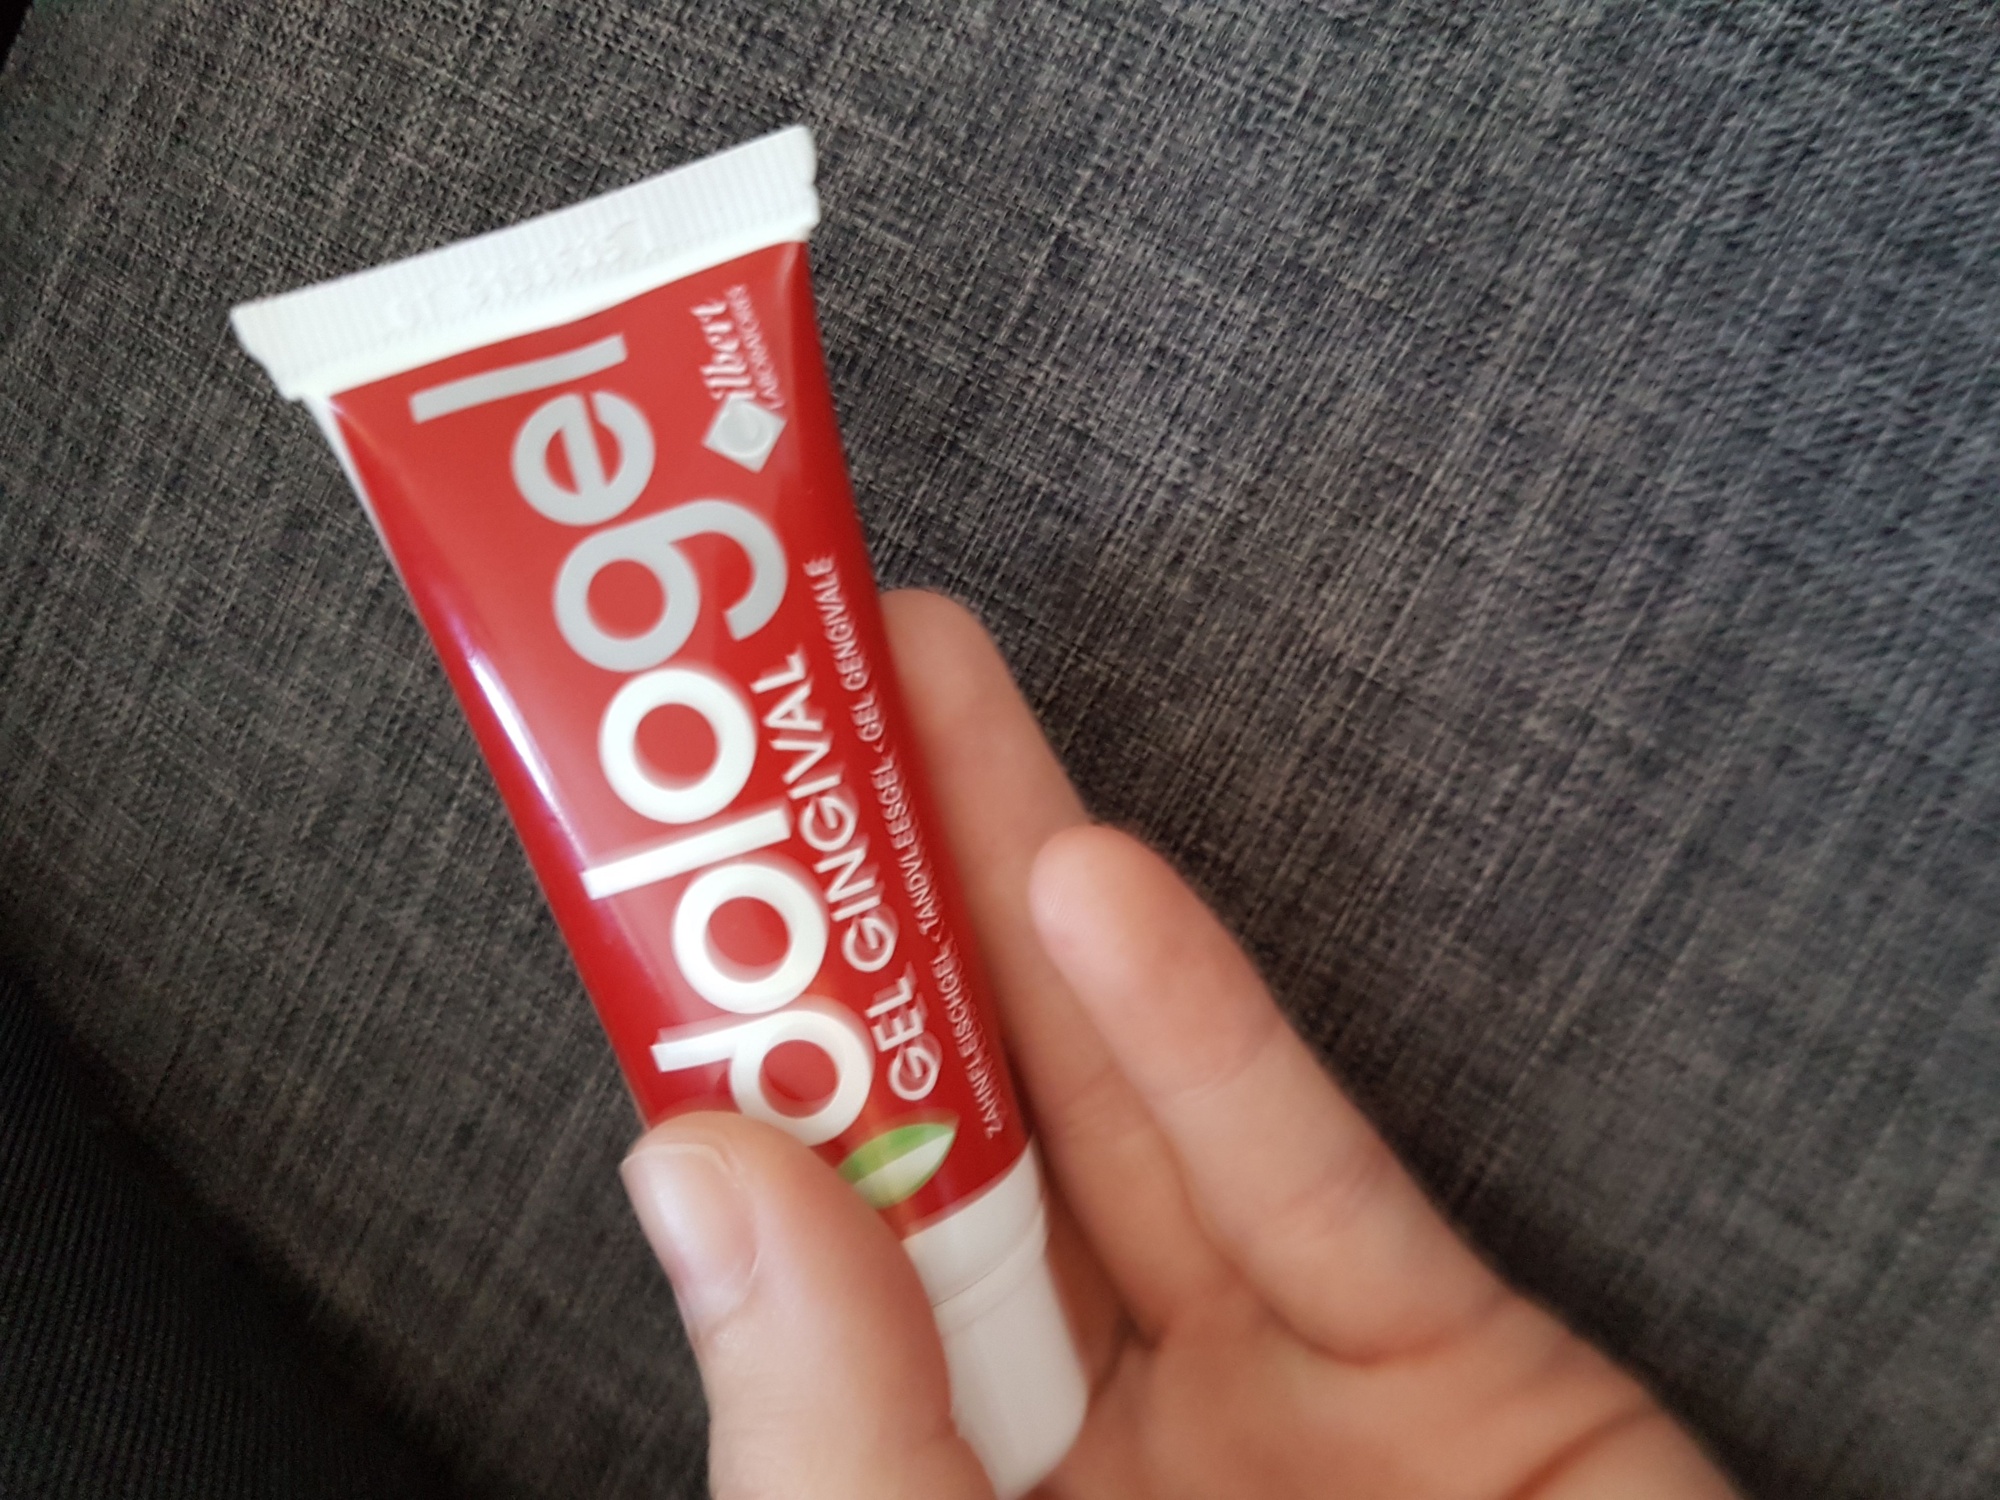 dologel
GEL GINGIVAL
ZAHNFLEISCHGEL • TANDVLEESGEL • GEL GENGIVALE
Gilbert
LABORATOIRES